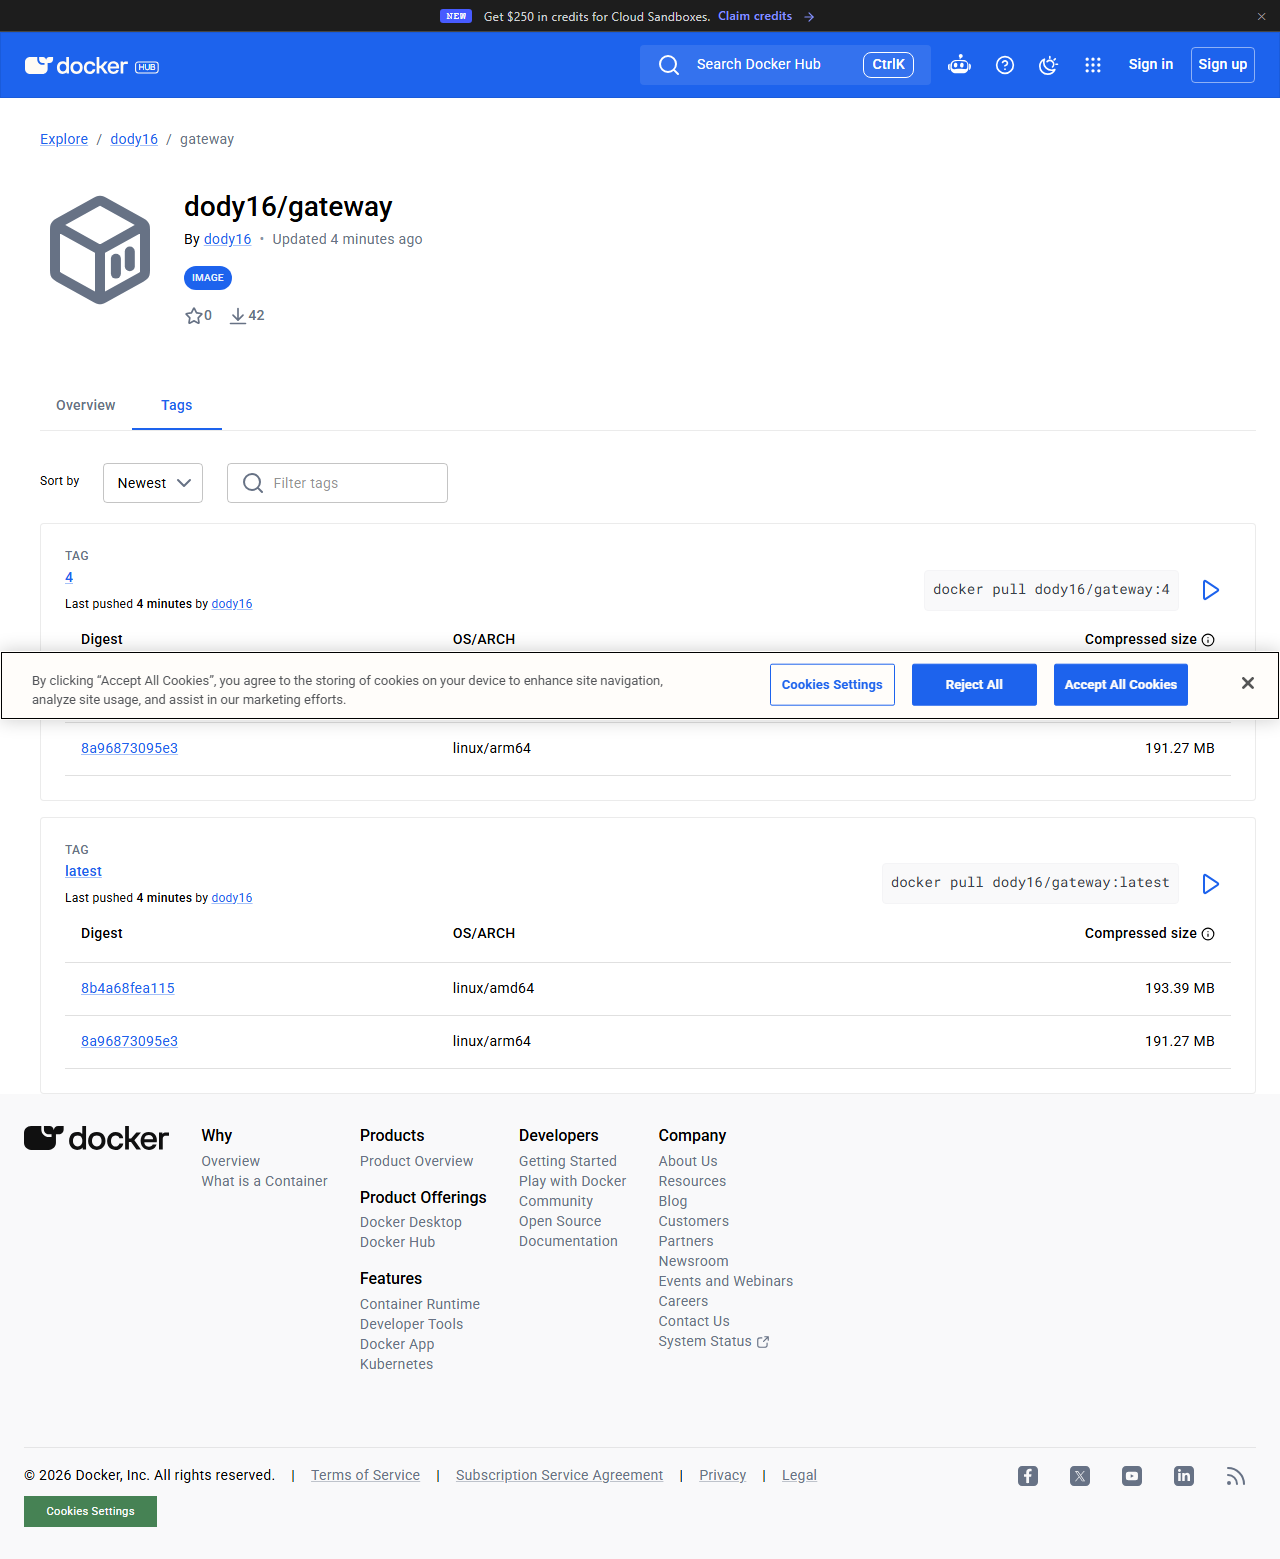 NEW Get $250 in credits for Cloud Sandboxes. Claim credits
docker HUB
Search Docker Hub
CtrlK
Sign in
Sign up
Explore / dody16 / gateway
dody16/gateway
By dody16 • Updated 4 minutes ago
IMAGE
0 42
Overview
Tags
Sort by
Newest
Filter tags
TAG
4
Last pushed 4 minutes by dody16
docker pull dody16/gateway:4
Digest OS/ARCH Compressed size
By clicking “Accept All Cookies”, you agree to the storing of cookies on your device to enhance site navigation,
analyze site usage, and assist in our marketing efforts.
Cookies Settings
Reject All
Accept All Cookies
8a96873095e3 linux/arm64 191.27 MB
TAG
latest
Last pushed 4 minutes by dody16
docker pull dody16/gateway:latest
Digest OS/ARCH Compressed size
8b4a68fea115 linux/amd64 193.39 MB
8a96873095e3 linux/arm64 191.27 MB
docker
Why
Overview
What is a Container
Products
Product Overview
Product Offerings
Docker Desktop
Docker Hub
Features
Container Runtime
Developer Tools
Docker App
Kubernetes
Developers
Getting Started
Play with Docker
Community
Open Source
Documentation
Company
About Us
Resources
Blog
Customers
Partners
Newsroom
Events and Webinars
Careers
Contact Us
System Status
© 2026 Docker, Inc. All rights reserved. | Terms of Service | Subscription Service Agreement | Privacy | Legal
Cookies Settings